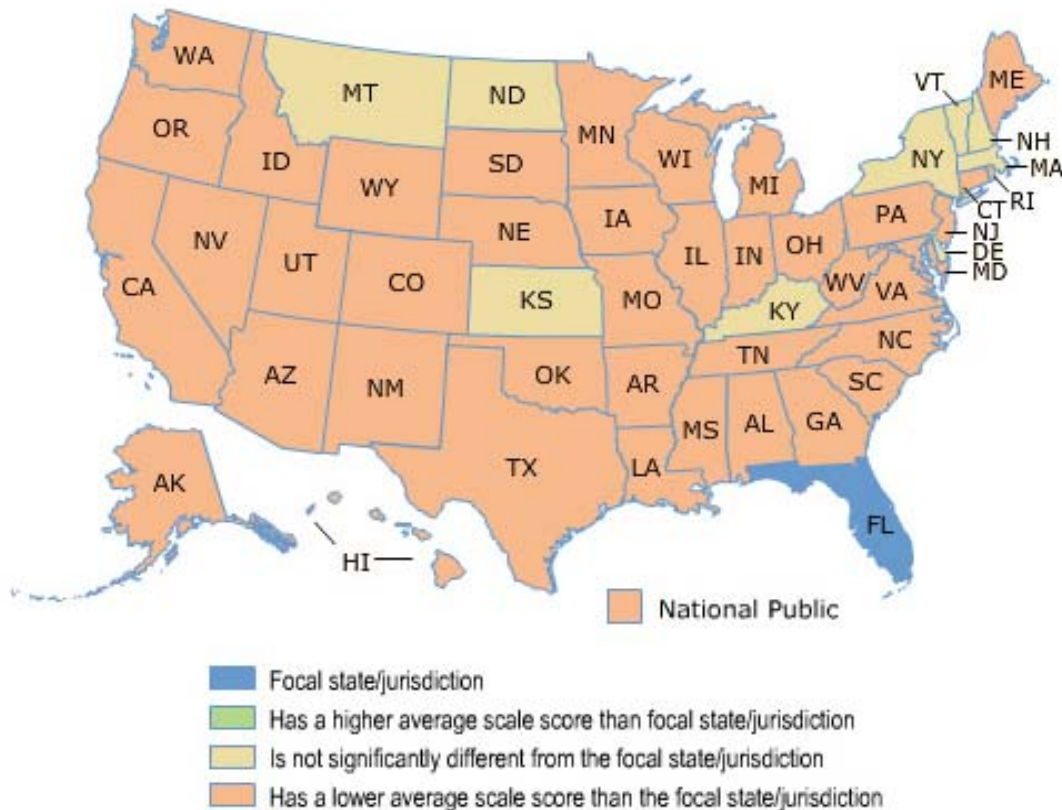 WA
MT
ND
MN
VT
ME
OR
ID
WY
SD
WI
MI
NY
NH
MA
RI
CT
NV
UT
CO
NE
IA
IL
IN
OH
PA
NJ
DE
MD
CA
KS
MO
KY
WV
VA
AZ
NM
OK
AR
TN
NC
SC
TX
LA
MS
AL
GA
AK
HI
FL
National Public
Focal state/jurisdiction
Has a higher average scale score than focal state/jurisdiction
Is not significantly different from the focal state/jurisdiction
Has a lower average scale score than the focal state/jurisdiction